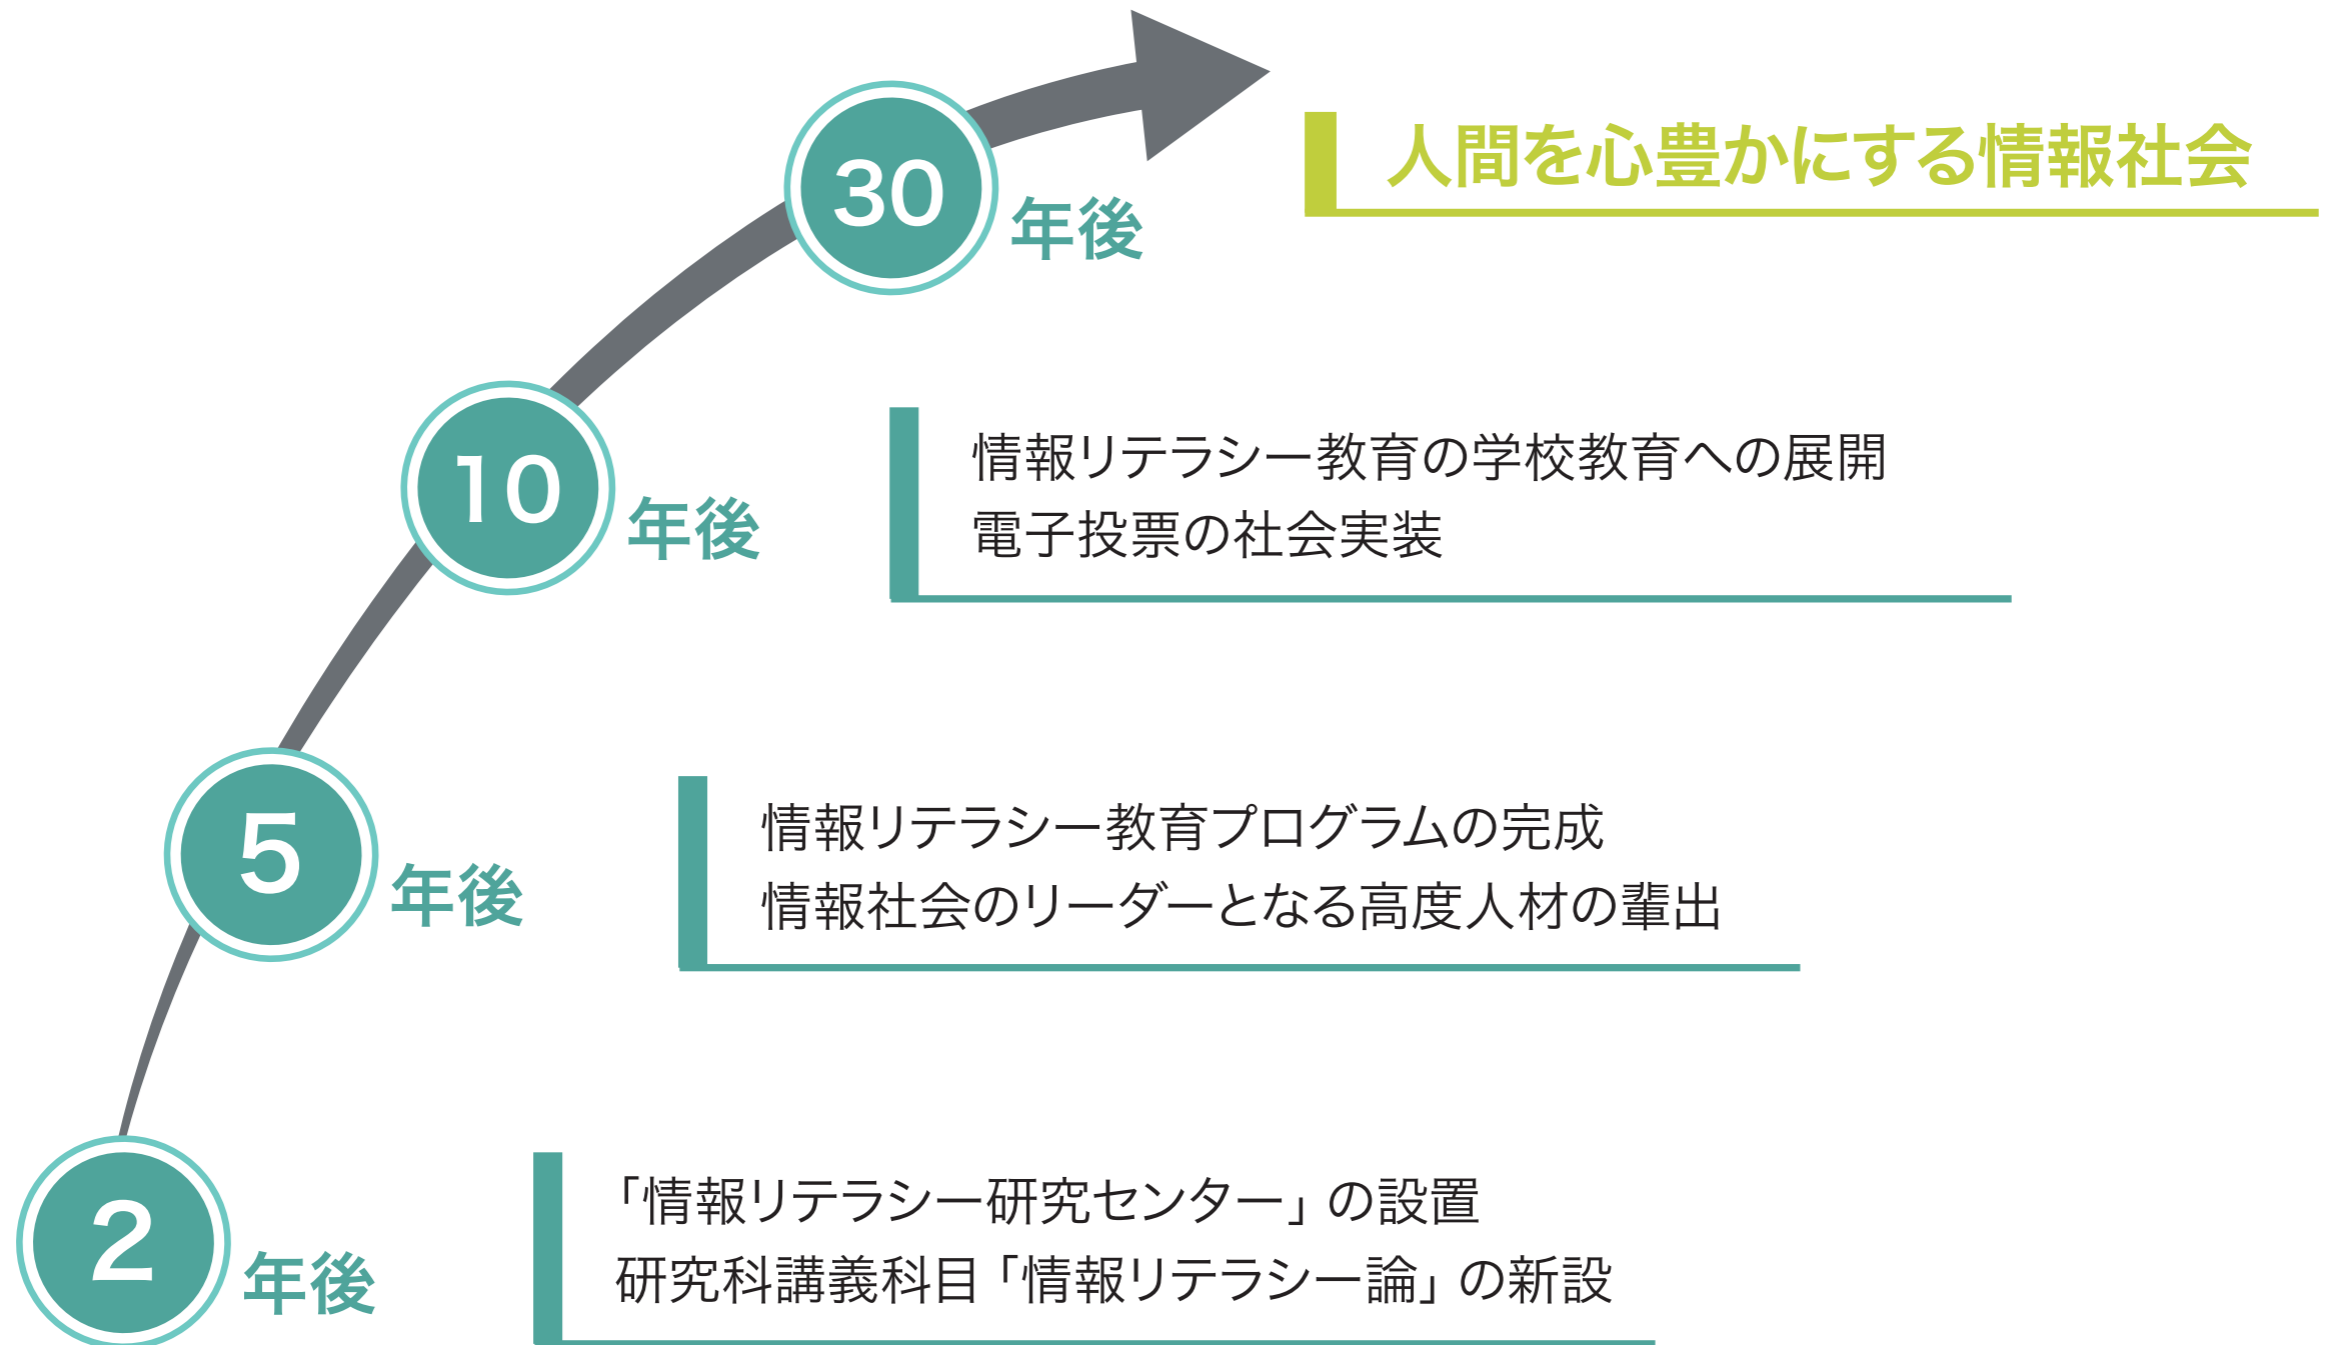 30年後
人間を心豊かにする情報社会
10年後
情報リテラシー教育の学校教育への展開
電子投票の社会実装
5年後
情報リテラシー教育プログラムの完成
情報社会のリーダーとなる高度人材の輩出
2年後
「情報リテラシー研究センター」の設置
研究科講義科目「情報リテラシー論」の新設